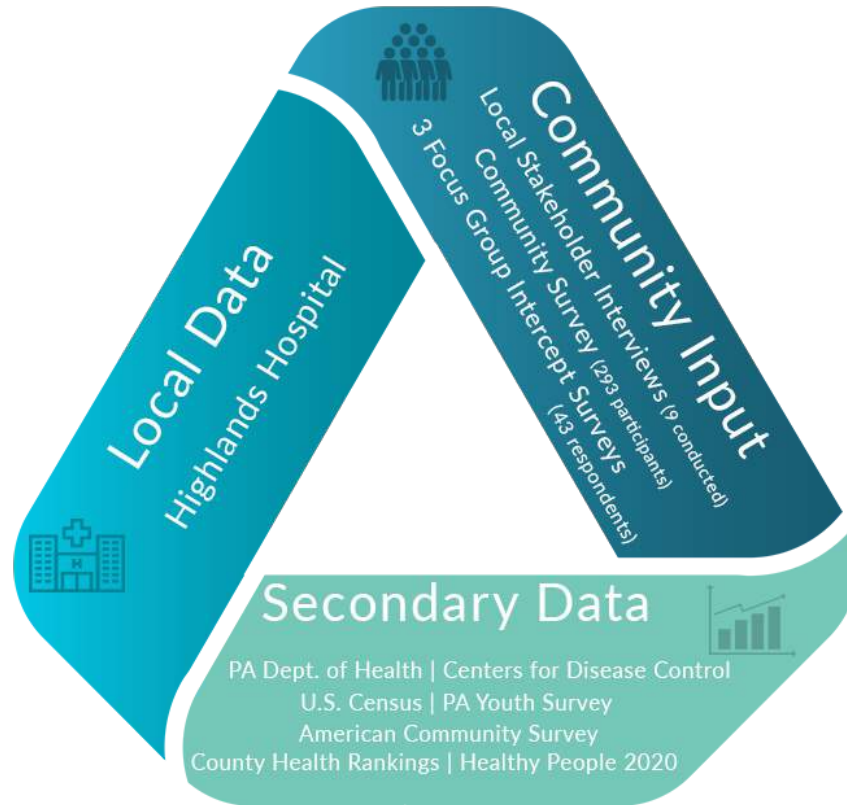 Local Data
Highlands Hospital
H
Community Input
Local Stakeholder Interviews (9 conducted)
Community Survey (293 participants)
3 Focus Group Intercept Surveys
(43 respondents)
Secondary Data
PA Dept. of Health | Centers for Disease Control
U.S. Census | PA Youth Survey
American Community Survey
County Health Rankings | Healthy People 2020